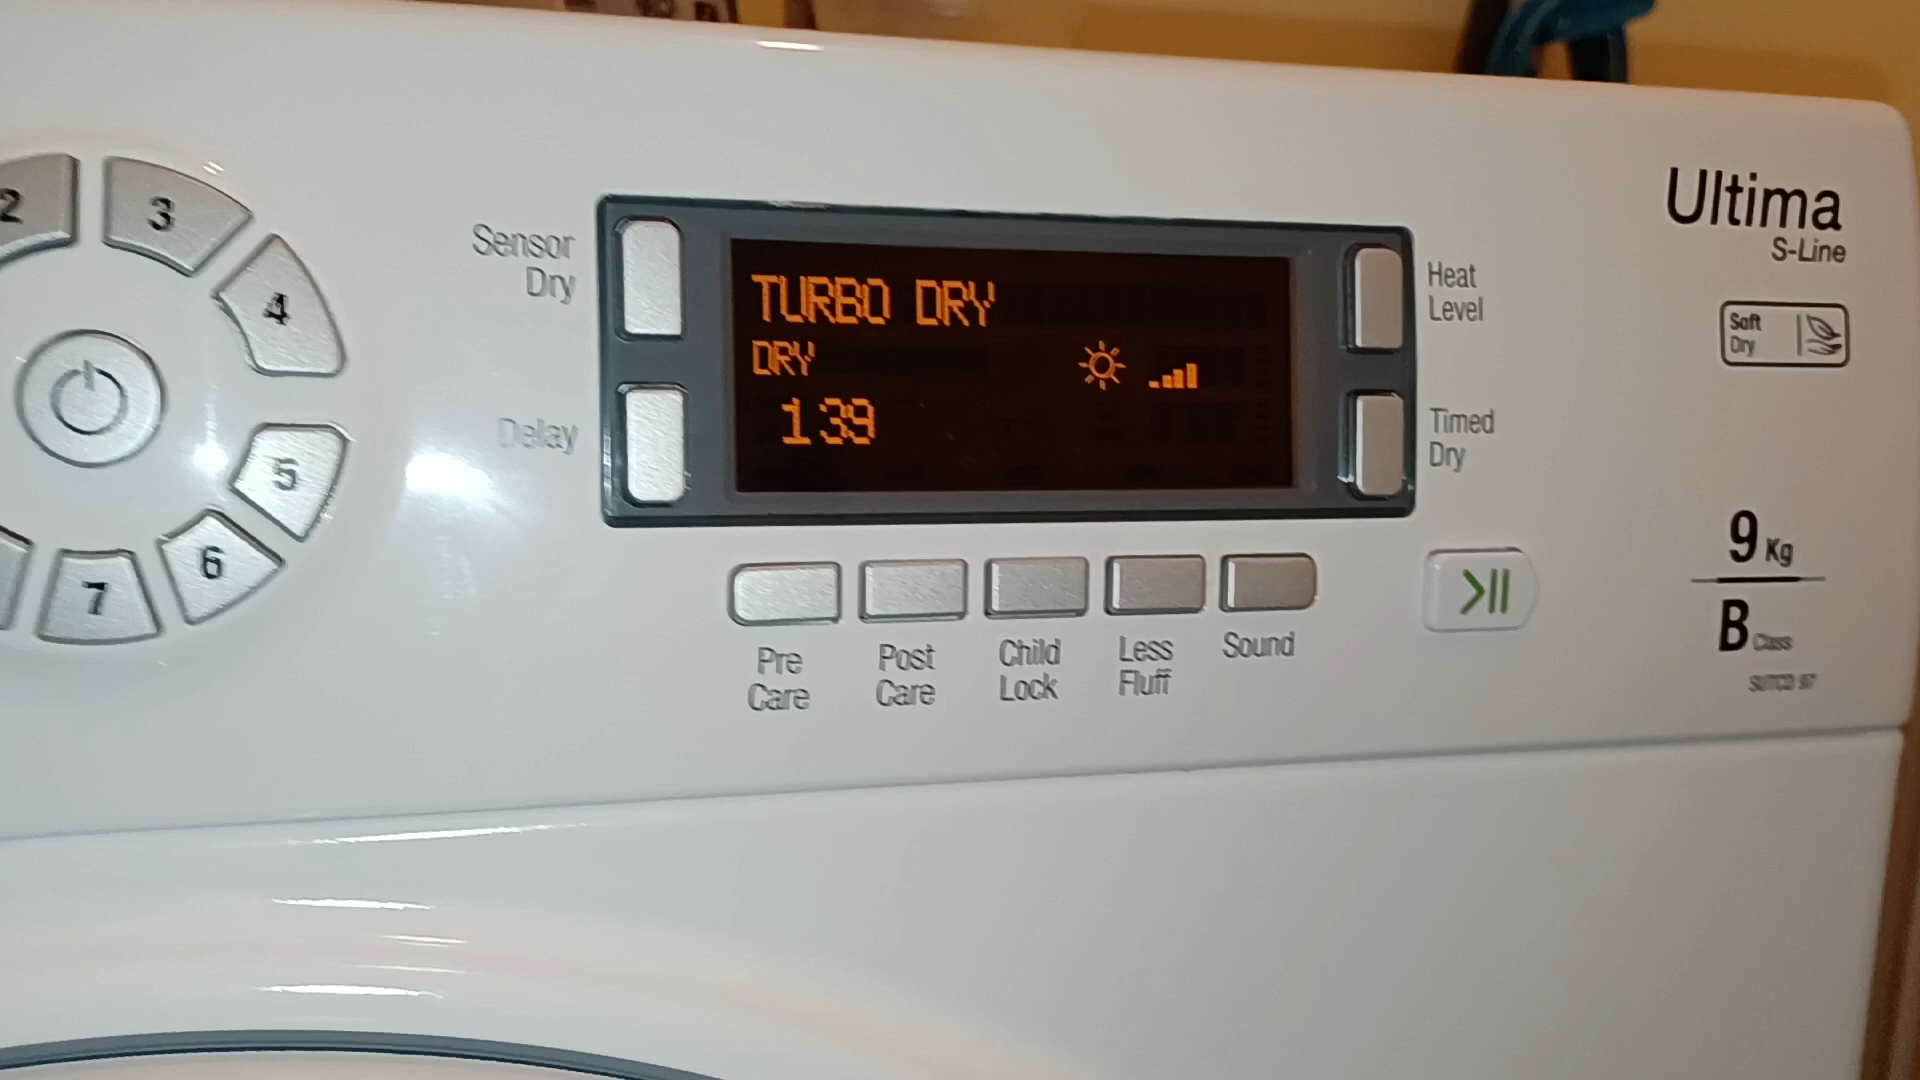 2
3
4
5
6
7
Sensor
Dry
Delay
TURBO DRY
DRY
1 39
Heat
Level
Timed
Dry
Pre
Care
Post
Care
Child
Lock
Less
Fluff
Sound
Ultima
S-Line
Soft
Dry
9 Kg
B Class